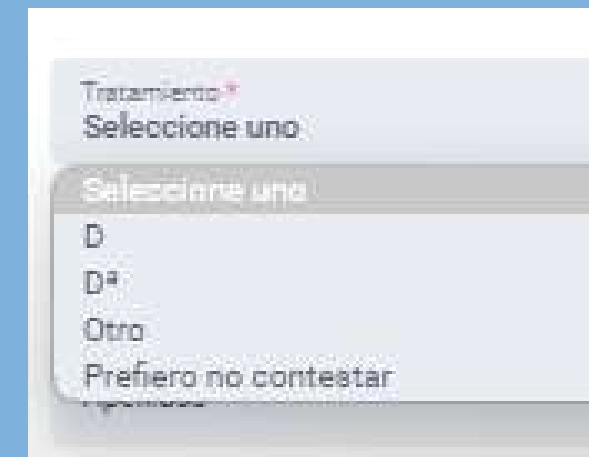 Tratamiento *
Seleccione uno
Seleccione uno
D
Dª
Otro
Prefiero no contestar